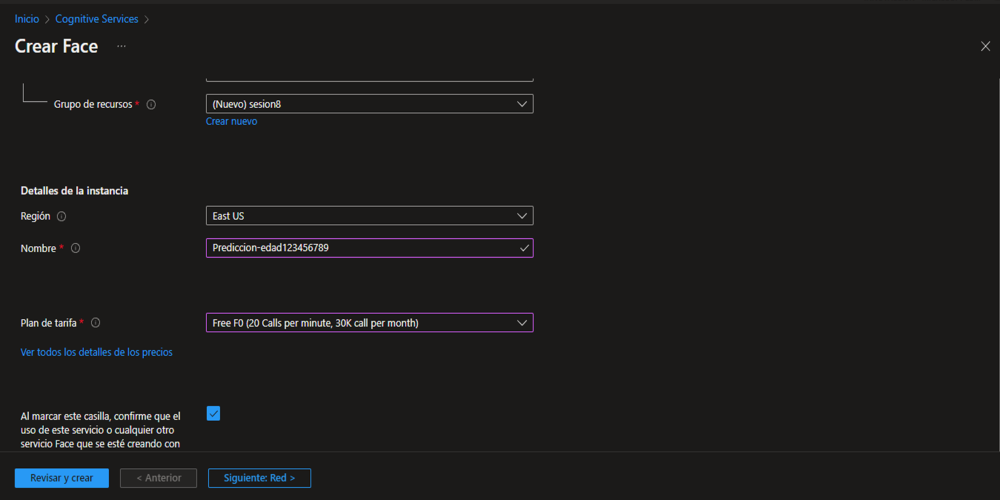 Inicio > Cognitive Services >
Crear Face ...
Grupo de recursos * (Nuevo) sesion8
Crear nuevo
Detalles de la instancia
Región East US
Nombre * Prediccion-edad123456789
Plan de tarifa * Free F0 (20 Calls per minute, 30K call per month)
Ver todos los detalles de los precios
Al marcar este casilla, confirme que el
uso de este servicio o cualquier otro
servicio Face que se esté creando con
Revisar y crear < Anterior Siguiente: Red >